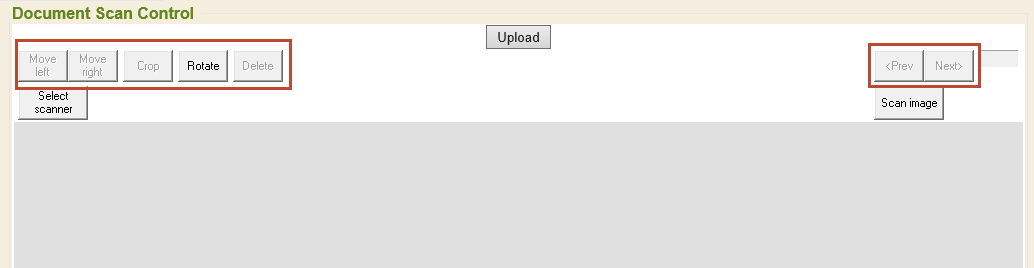 Document Scan Control
Upload
Move
left
Move
right
Crop
Rotate
Delete
<Prev
Next>
Select
scanner
Scan image